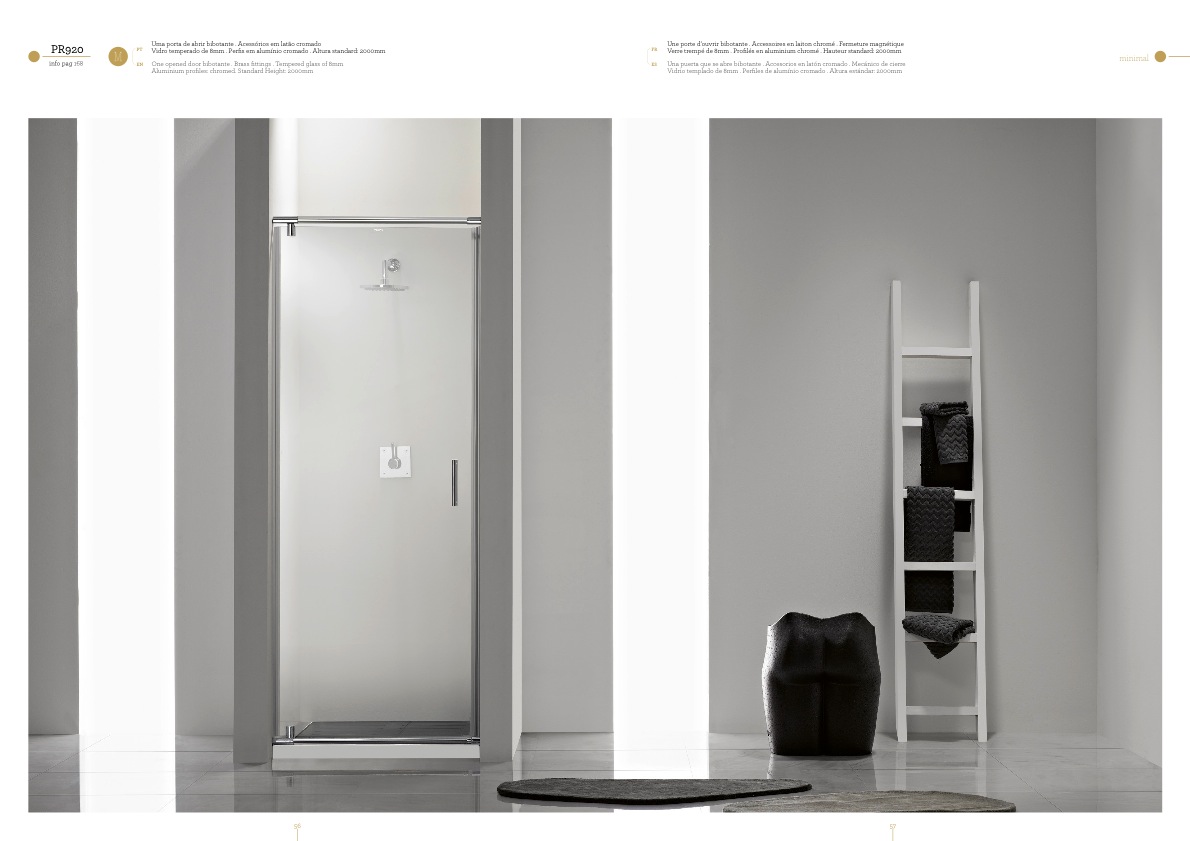 PR920
info pag 168
M
PT
Uma porta de abrir bibotante . Acessórios em latão cromado
Vidro temperado de 8mm . Perfis em alumínio cromado . Altura standard: 2000mm
EN
One opened door bibotante . Brass fittings . Tempered glass of 8mm
Aluminium profiles: chromed. Standard Height: 2000mm
FR
Une porte d'ouvrir bibotante . Accessoires en laiton chromé . Fermeture magnétique
Verre trempé de 8mm . Profilés en aluminium chromé . Hauteur standard: 2000mm
ES
Una puerta que se abre bibotante . Accesorios en latón cromado . Mecánico de cierre
Vidrio templado de 8mm . Perfiles de aluminio cromado . Altura estándar: 2000mm
minimal
56
57